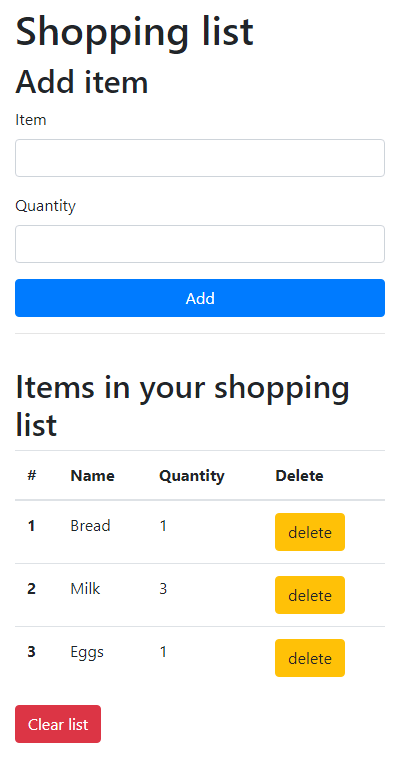 Shopping list
Add item
Item
Quantity
Add
Items in your shopping
list
# Name Quantity Delete
1 Bread 1 delete
2 Milk 3 delete
3 Eggs 1 delete
Clear list